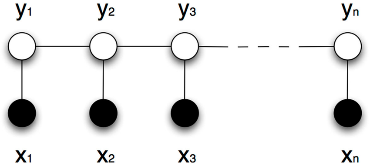 y₁ y₂ y₃ yₙ
x₁ x₂ x₃ xₙ